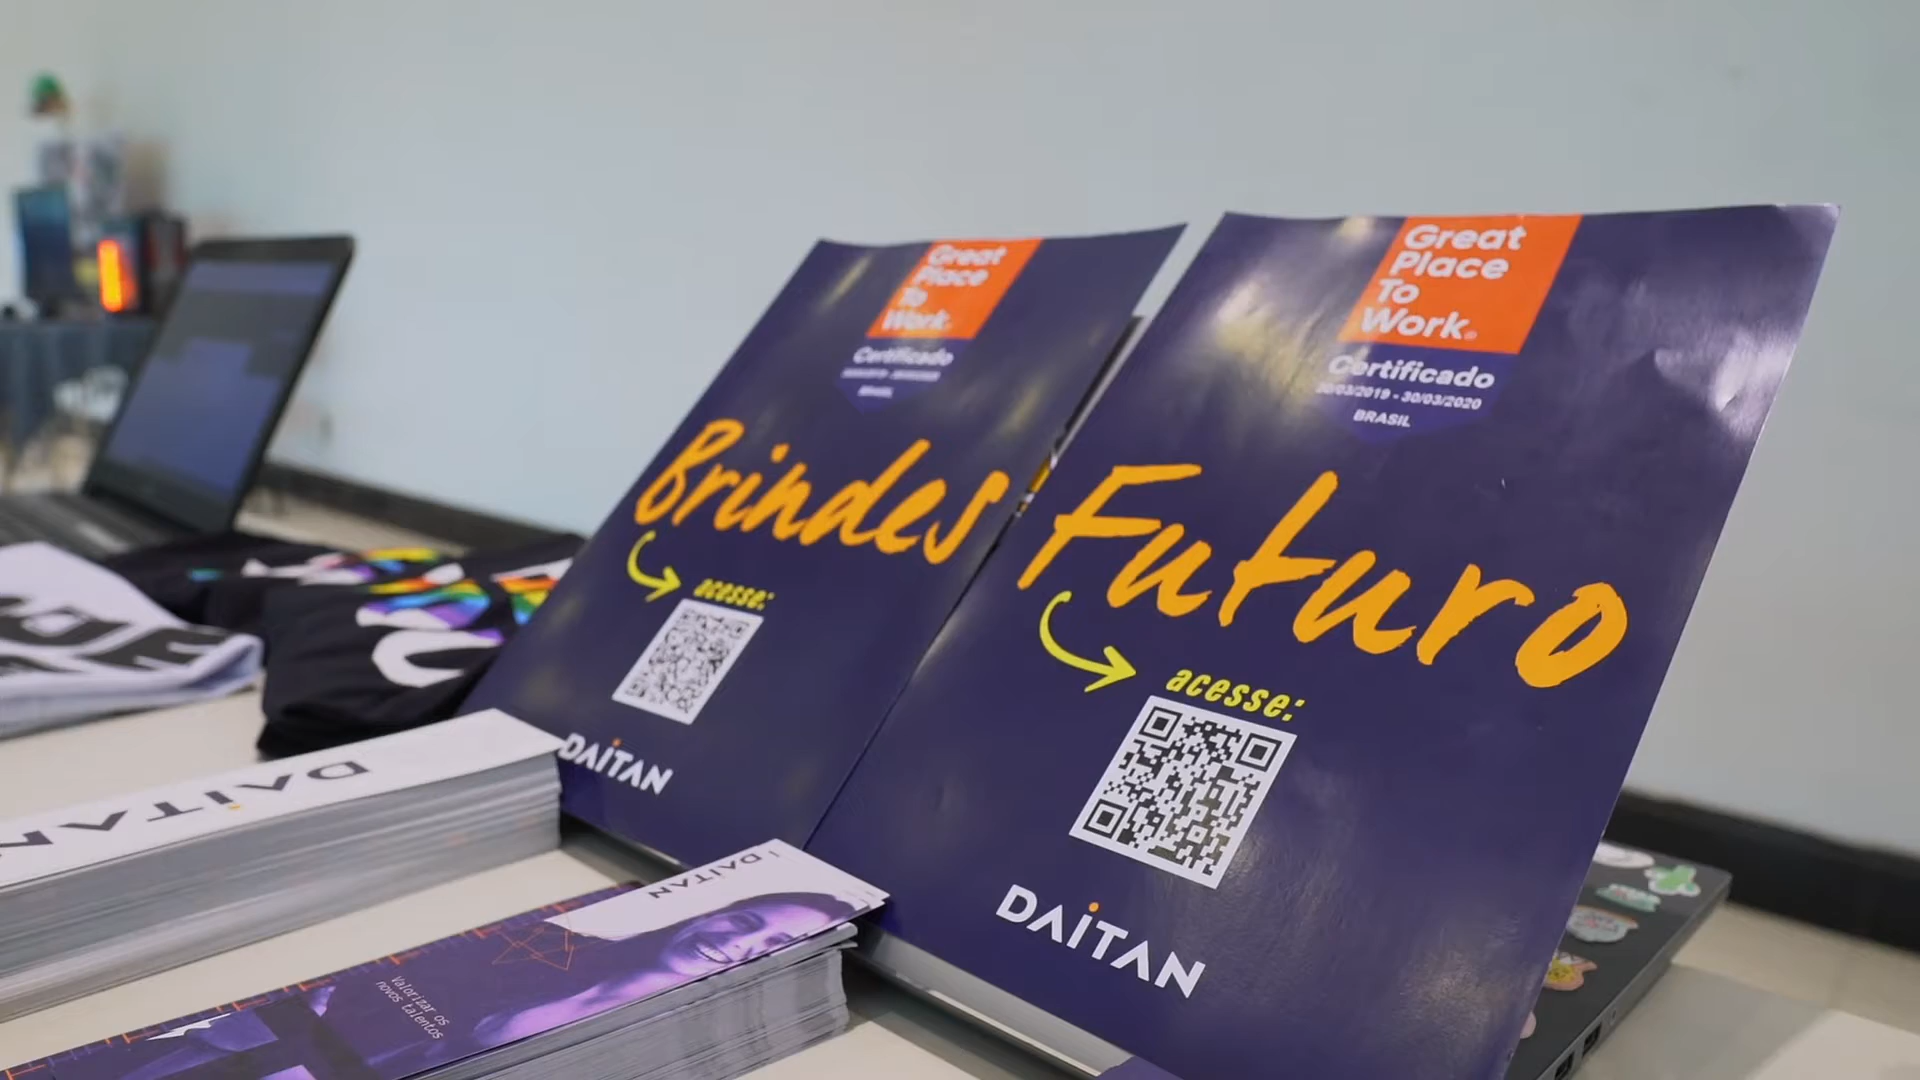 Great
Place
To
Work
Certificado
BRASIL
Brindes
acesse:
DAITAN
Great
Place
To
Work
Certificado
30/03/2019 - 30/03/2020
BRASIL
Futuro
acesse:
DAITAN
DAITAN
DAITAN
Valorizar os
novos talentos